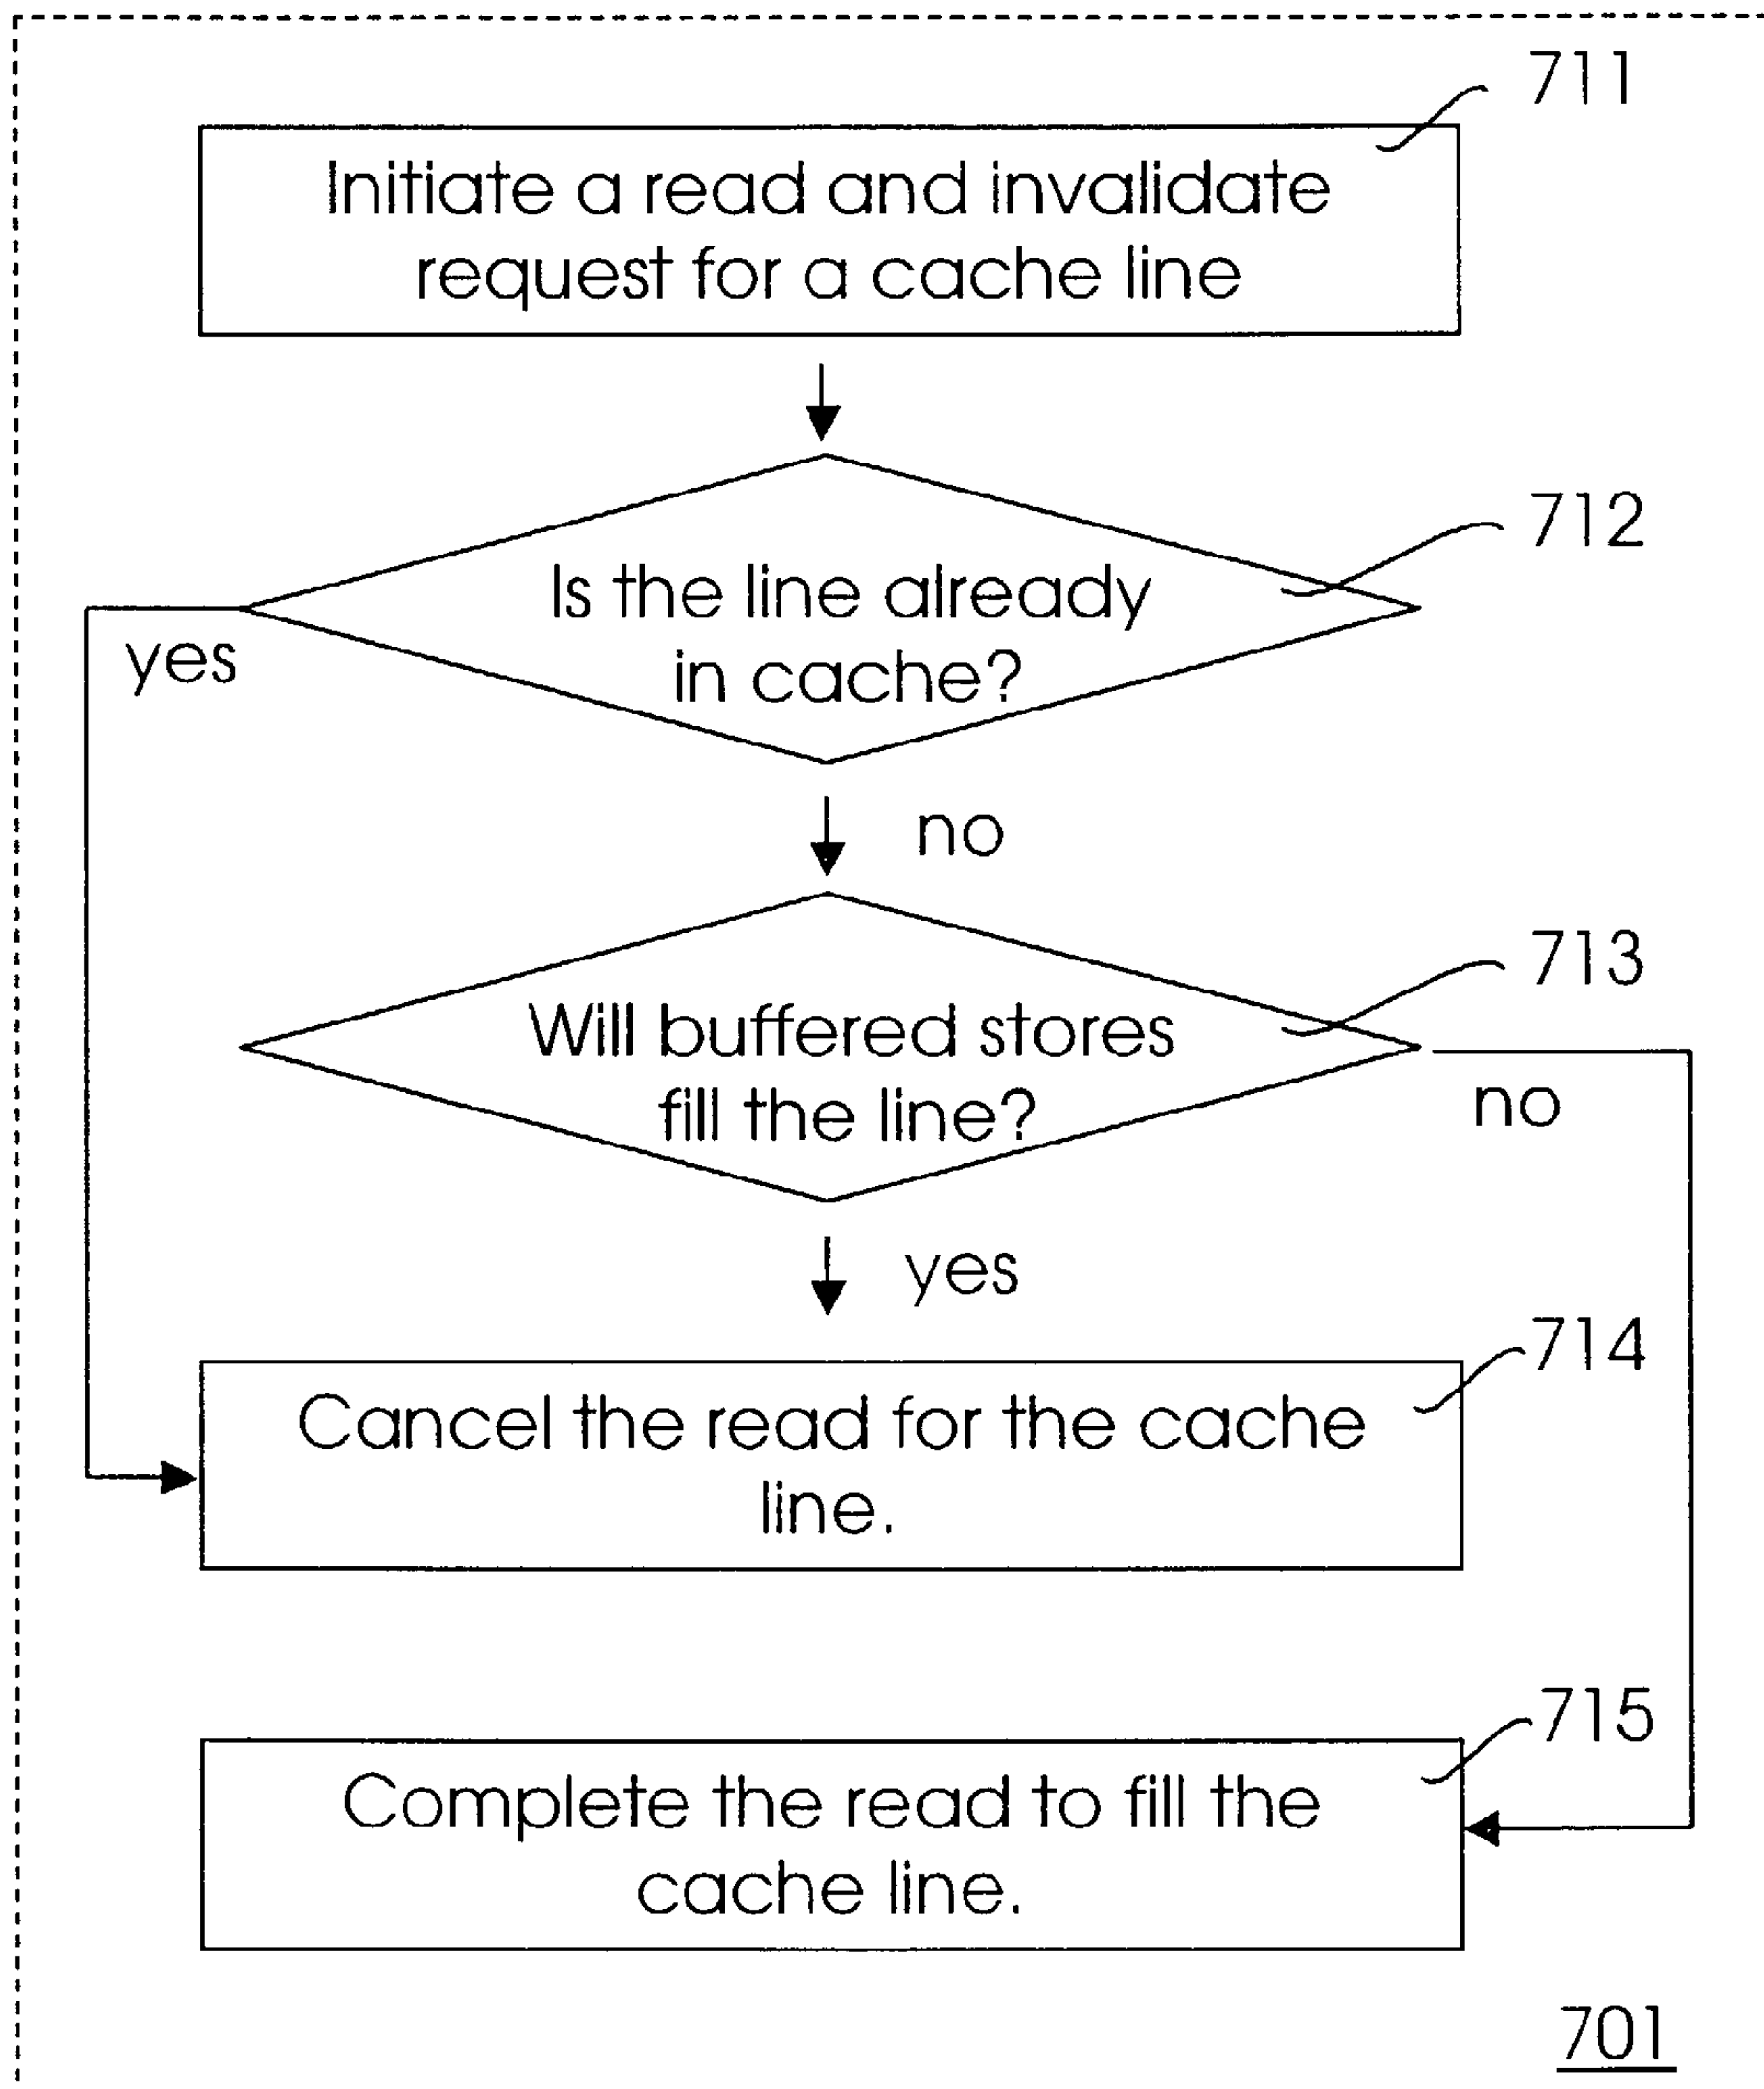 711
Initiate a read and invalidate
request for a cache line
712
Is the line already
in cache?
yes
no
713
Will buffered stores
fill the line?
no
yes
714
Cancel the read for the cache
line.
715
Complete the read to fill the
cache line.
701